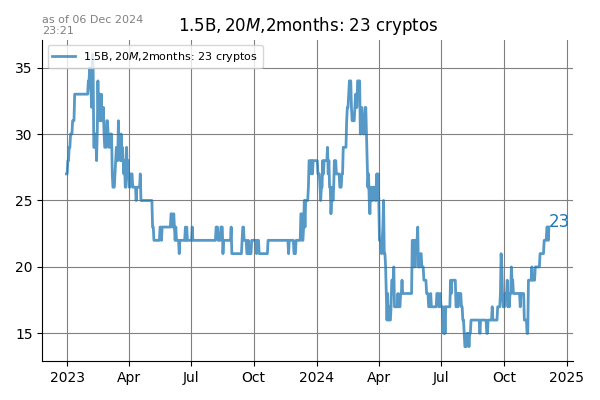 as of 06 Dec 2024
23:21
1.5B, 20M,2months: 23 cryptos
1.5B, 20M,2months: 23 cryptos
35
30
25
20
15
23
2023 Apr Jul Oct 2024 Apr Jul Oct 2025